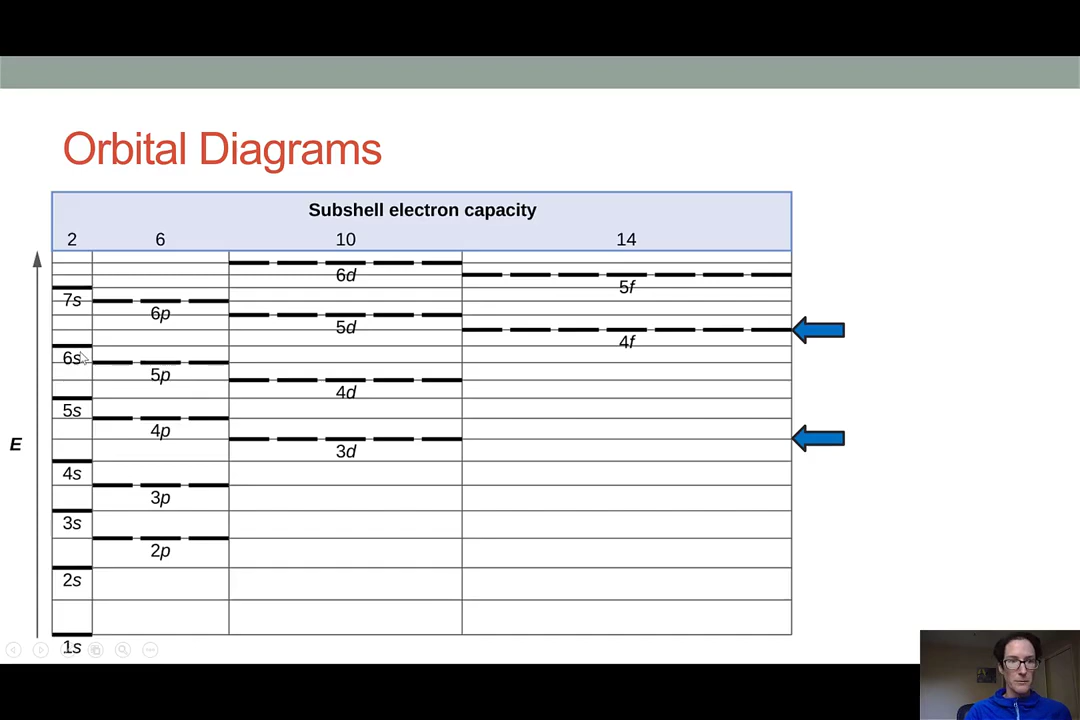 Orbital Diagrams
Subshell electron capacity
2 6 10 14
6d
5f
7s
6p
5d
4f
6s
5p
4d
5s
4p
E
3d
4s
3p
3s
2p
2s
1s